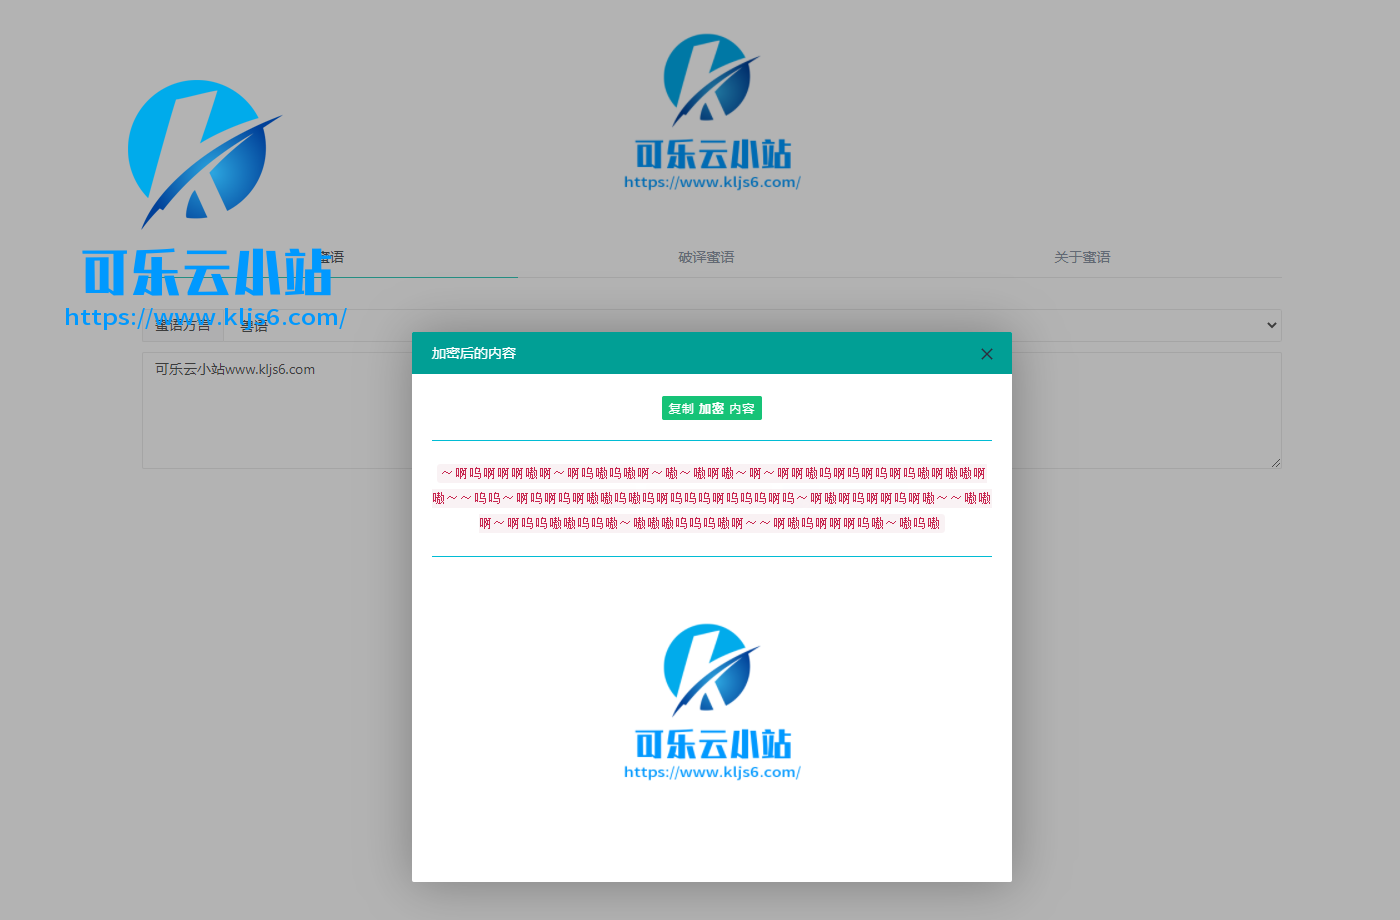 可乐云小站
https://www.kljs6.com/
可乐云小站
https://www.kljs6.com/
蜜语
破译蜜语
关于蜜语
蜜语方言
兽语
可乐云小站www.kljs6.com
加密后的内容
复制 加密 内容
～啊呜啊啊啊嗷啊～啊呜嗷呜嗷啊～嗷～嗷啊嗷～啊～啊啊嗷呜啊呜啊呜啊呜嗷啊嗷嗷啊
嗷～～呜呜～啊呜啊呜啊嗷嗷呜嗷呜啊呜呜呜啊呜呜呜啊呜～啊嗷啊呜啊啊呜啊嗷～～嗷嗷
啊～啊呜呜嗷嗷呜呜嗷～嗷嗷嗷呜呜呜嗷啊～～啊嗷呜啊啊啊呜嗷～嗷呜嗷
可乐云小站
https://www.kljs6.com/